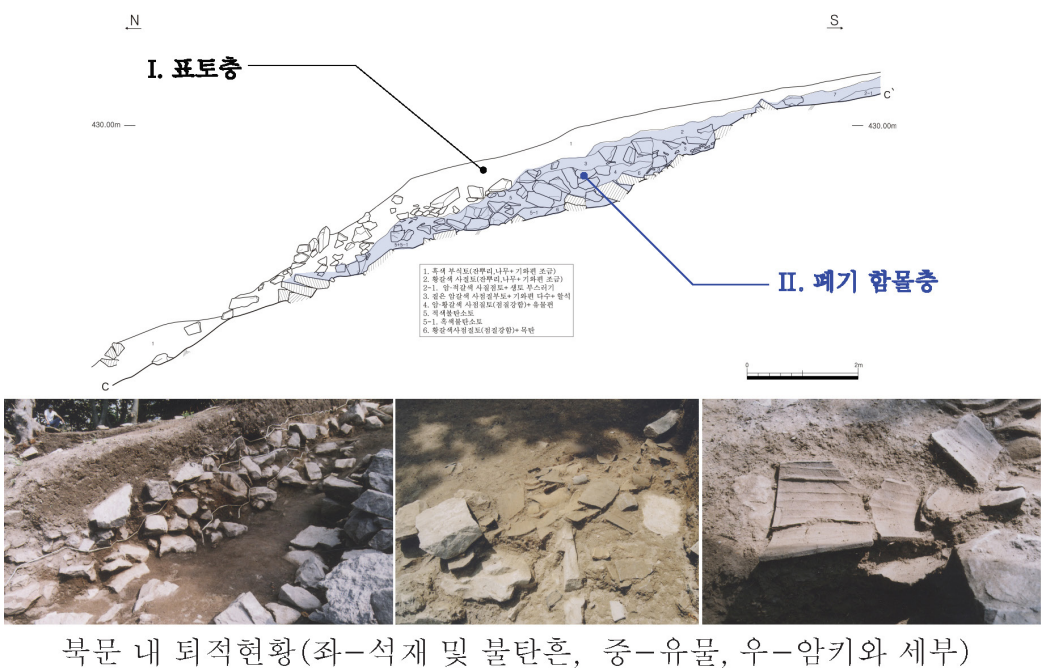 N
S
Ⅰ. 표토층
C`
430.00m
430.00m
Ⅱ. 폐기 함몰층
1. 흑색 부식토(잔뿌리,나무+기와편 조금)
2. 황갈색 사질토(잔뿌리,나무+기와편 조금)
2-1. 암·적갈색 사질점토+생토 부스러기
3. 짙은 암갈색 사점질부토+기와편 다수+할석
4. 암·황갈색 사점질토(점질강함)+유물편
5. 적색불탄소토
5-1. 흑색불탄소토
6. 황갈색사점질토(점질강함)+목탄
0 2m
C
북문 내 퇴적현황(좌-석재 및 불탄흔, 중-유물, 우-암키와 세부)